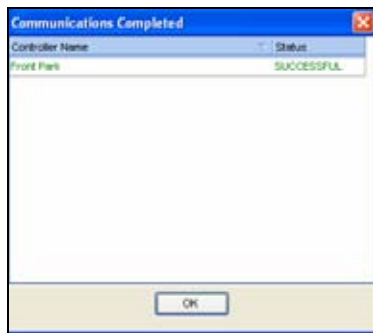 Communications Completed
Controller Name Status
Front Park SUCCESSFUL
OK